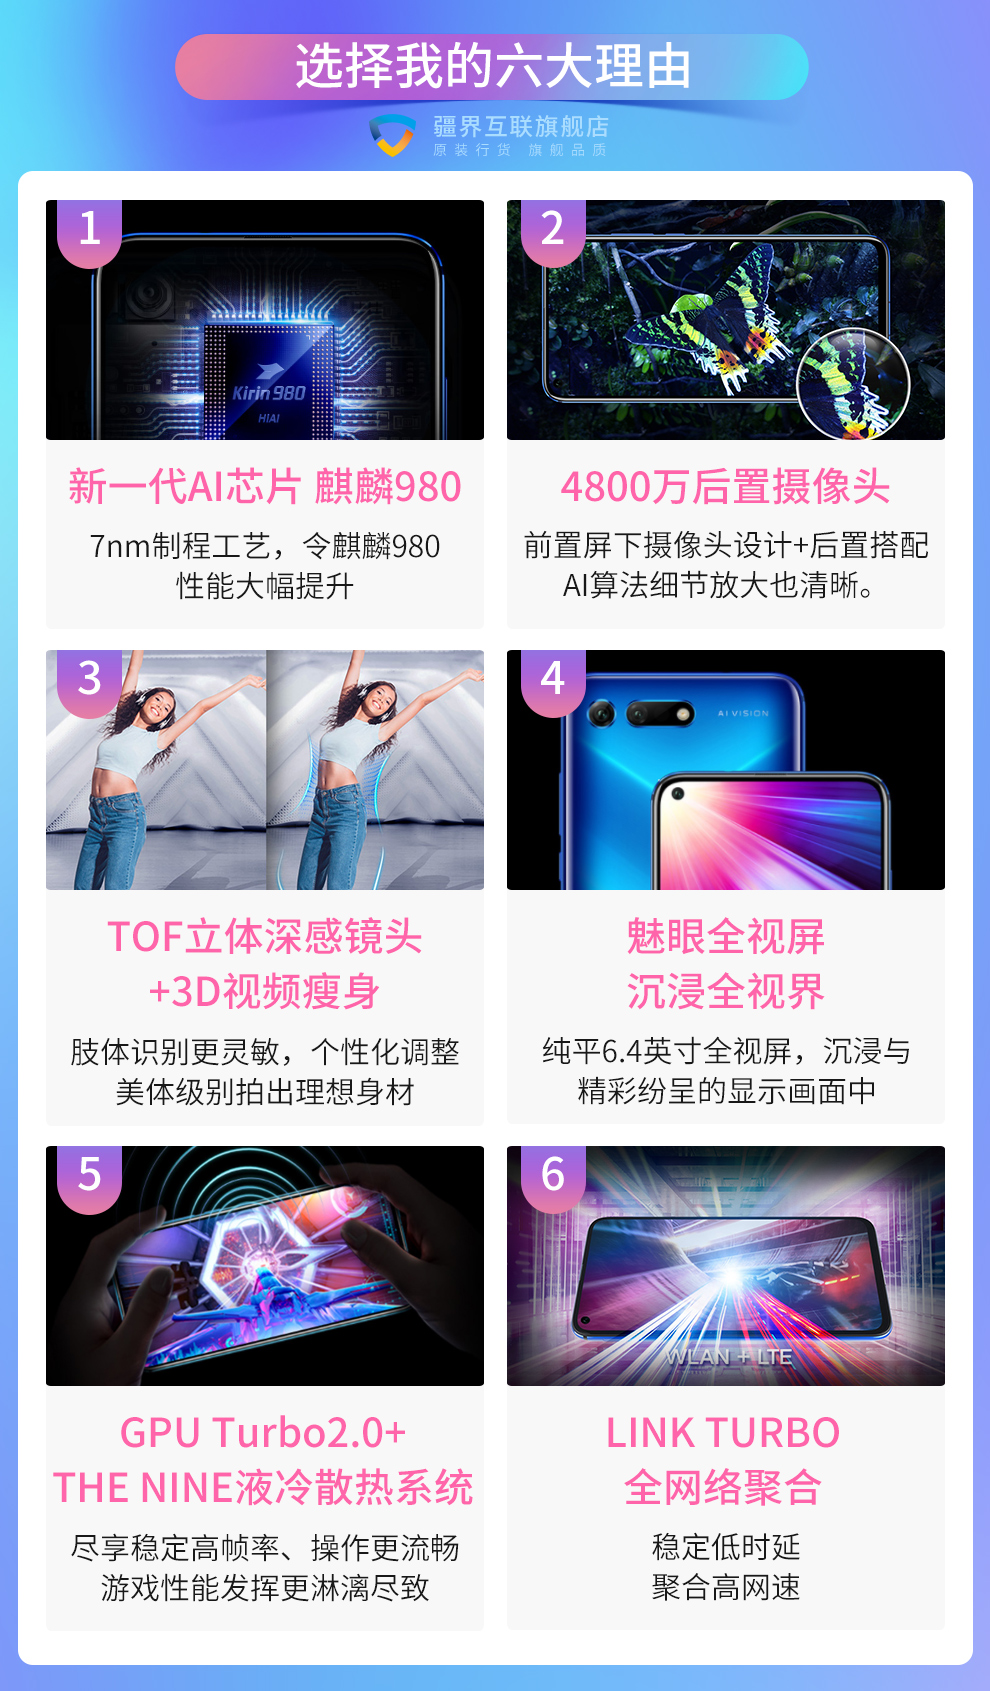 选择我的六大理由
疆界互联旗舰店
原装行货 旗舰品质
1
Kirin 980
HIAI
新一代AI芯片 麒麟980
7nm制程工艺，令麒麟980
性能大幅提升
2
4800万后置摄像头
前置屏下摄像头设计+后置搭配
AI算法细节放大也清晰。
3
TOF立体深感镜头
+3D视频瘦身
肢体识别更灵敏，个性化调整
美体级别拍出理想身材
4
AI VISION
魅眼全视屏
沉浸全视界
纯平6.4英寸全视屏，沉浸与
精彩纷呈的显示画面中
5
GPU Turbo2.0+
THE NINE液冷散热系统
尽享稳定高帧率、操作更流畅
游戏性能发挥更淋漓尽致
6
WLAN + LTE
LINK TURBO
全网络聚合
稳定低时延
聚合高网速